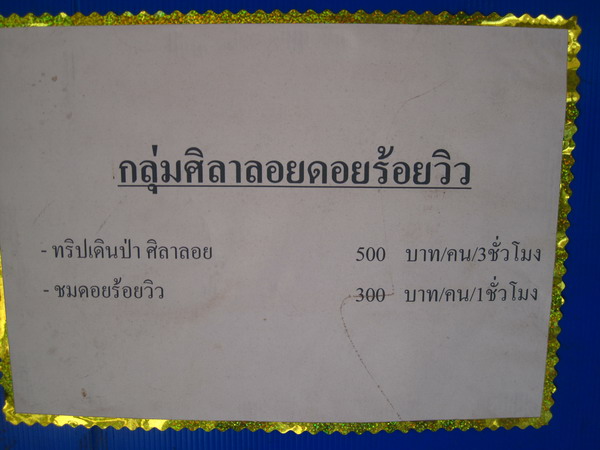 กลุ่มศิลาลอยดอยร้อยวิว
- ทริปเดินป่า ศิลาลอย 500 บาท/คน/3ชั่วโมง
- ชมดอยร้อยวิว 300 บาท/คน/1ชั่วโมง